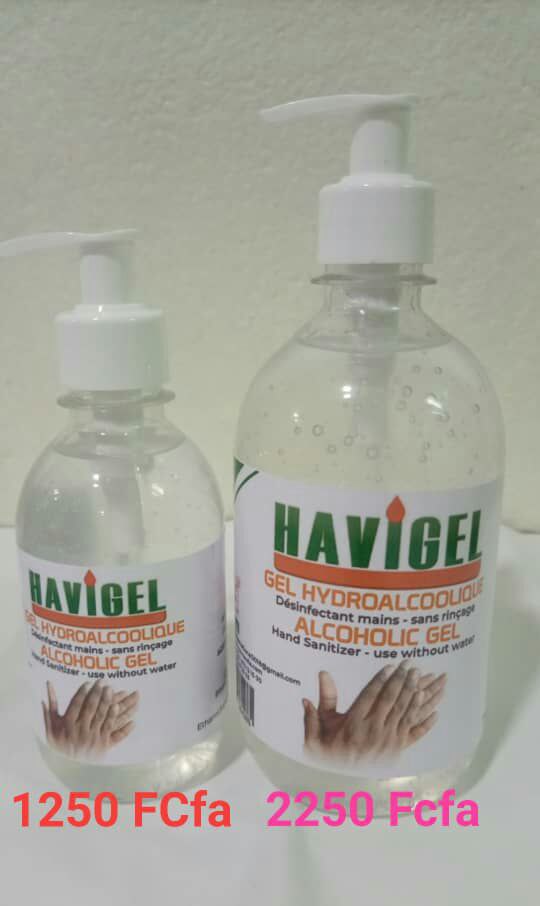 HAVIGEL
GEL HYDROALCOOLIQUE
Désinfectant mains - sans rinçage
ALCOHOLIC GEL
Hand Sanitizer - use without water
HAVIGEL
GEL HYDROALCOOLIQUE
Désinfectant mains - sans rinçage
ALCOHOLIC GEL
Hand Sanitizer - use without water
1250 FCfa
2250 Fcfa